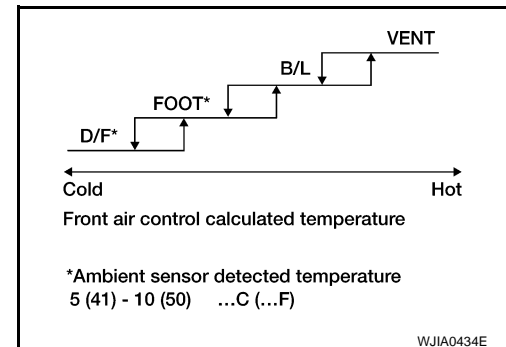 VENT
B/L
FOOT*
D/F*
Cold Hot
Front air control calculated temperature
*Ambient sensor detected temperature
5 (41) - 10 (50) ...C (...F)
WJIA0434E